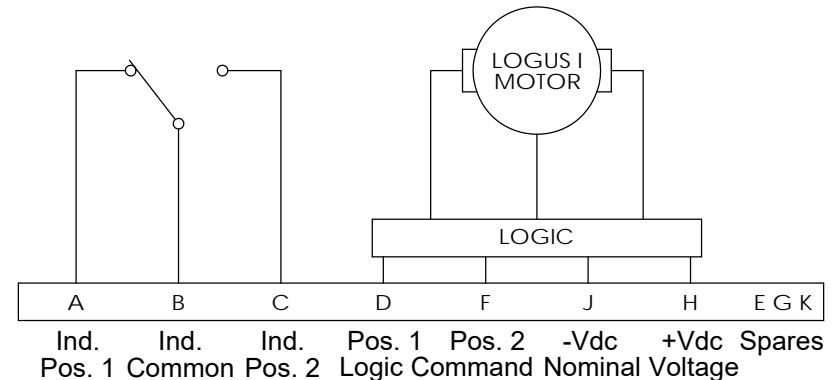 LOGUS I
MOTOR
LOGIC
A B C D F J H E G K
Ind. Ind. Ind. Pos. 1 Pos. 2 -Vdc +Vdc Spares
Pos. 1 Common Pos. 2 Logic Command Nominal Voltage